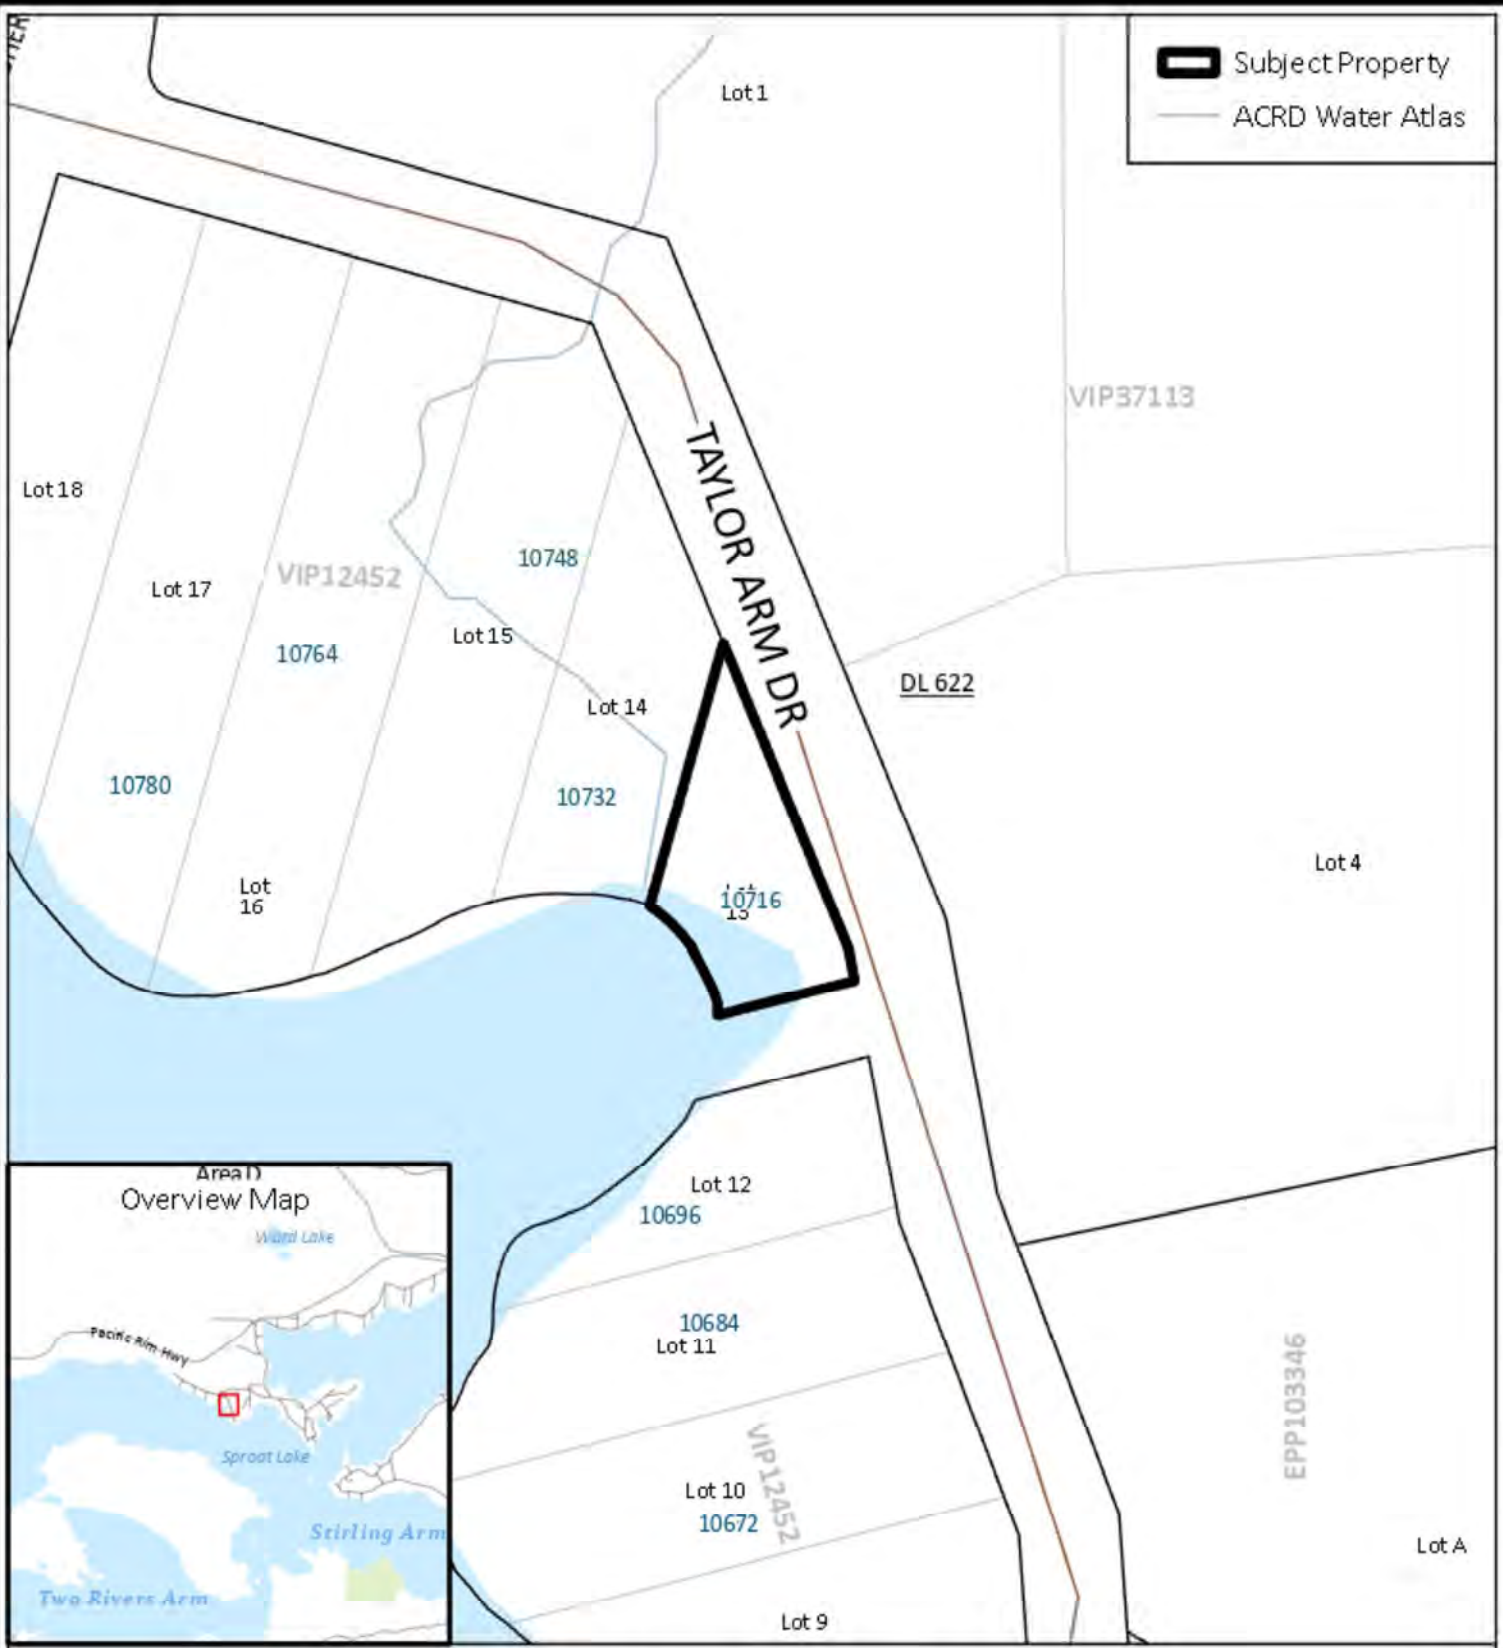 Subject Property
ACRD Water Atlas
Lot 1
VIP37113
TAYLOR ARM DR
Lot 18
10748
Lot 17
VIP12452
Lot 15
10764
DL 622
Lot 14
10780
10732
Lot 4
Lot
16
10716
Lot 12
10696
10684
Lot 11
EPP103346
VIP12452
Lot 10
10672
Lot A
Lot 9
Area D
Overview Map
Ward Lake
Pacific Rim Hwy
Sproat Lake
Stirling Arm
Two Rivers Arm